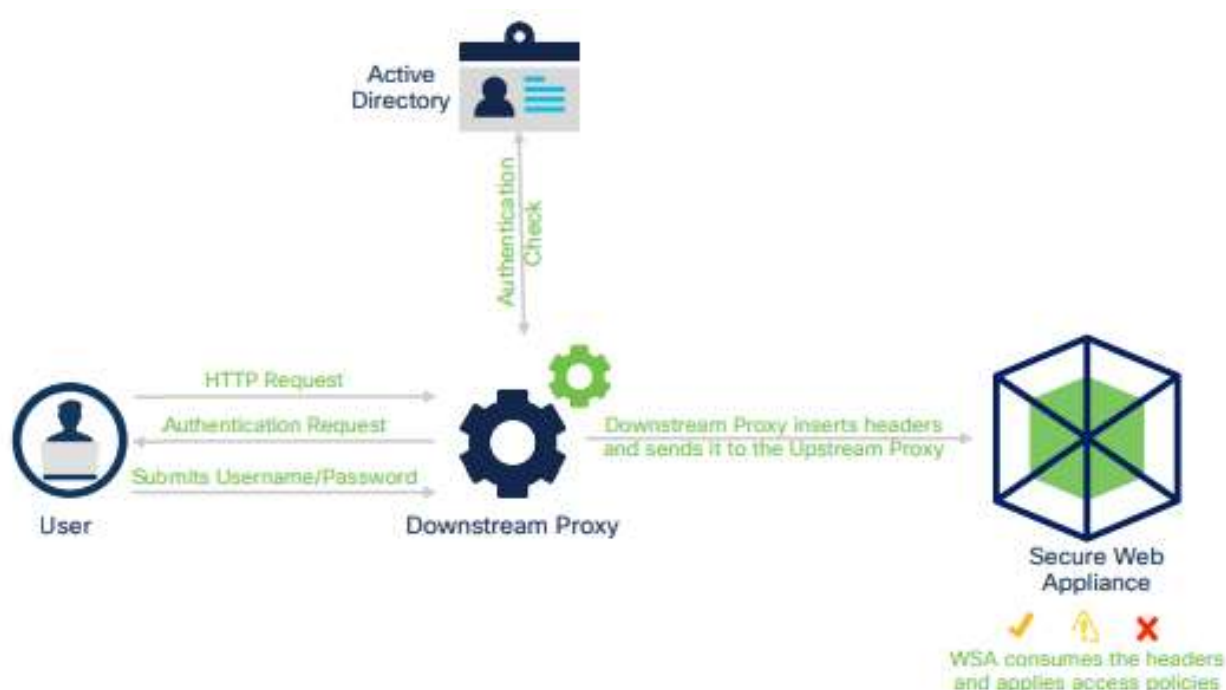 Active
Directory
Authentication
Check
HTTP Request
Authentication Request
Submits Username/Password
User
Downstream Proxy
Downstream Proxy inserts headers
and sends it to the Upstream Proxy
Secure Web
Appliance
WSA consumes the headers
and applies access policies